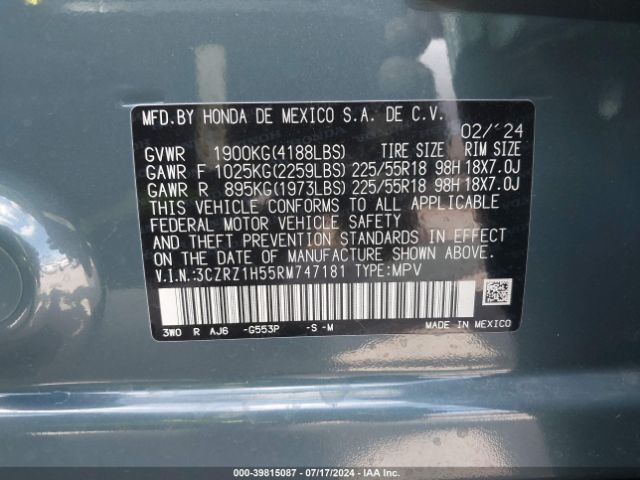 MFD.BY HONDA DE MEXICO S.A. DE C.V.
02/'24
GVWR 1900KG(4188LBS) TIRE SIZE RIM SIZE
GAWR F 1025KG(2259LBS) 225/55R18 98H 18X7.0J
GAWR R 895KG(1973LBS) 225/55R18 98H 18X7.0J
THIS VEHICLE CONFORMS TO ALL APPLICABLE
FEDERAL MOTOR VEHICLE SAFETY
AND THEFT PREVENTION STANDARDS IN EFFECT
ON THE DATE OF MANUFACTURE SHOWN ABOVE.
V.I.N.:3CZRZ1H55RM747181 TYPE:MPV
3W0 R AJ6 -G553P -S -M MADE IN MEXICO
000-39815087 - 07/17/2024 - IAA Inc.